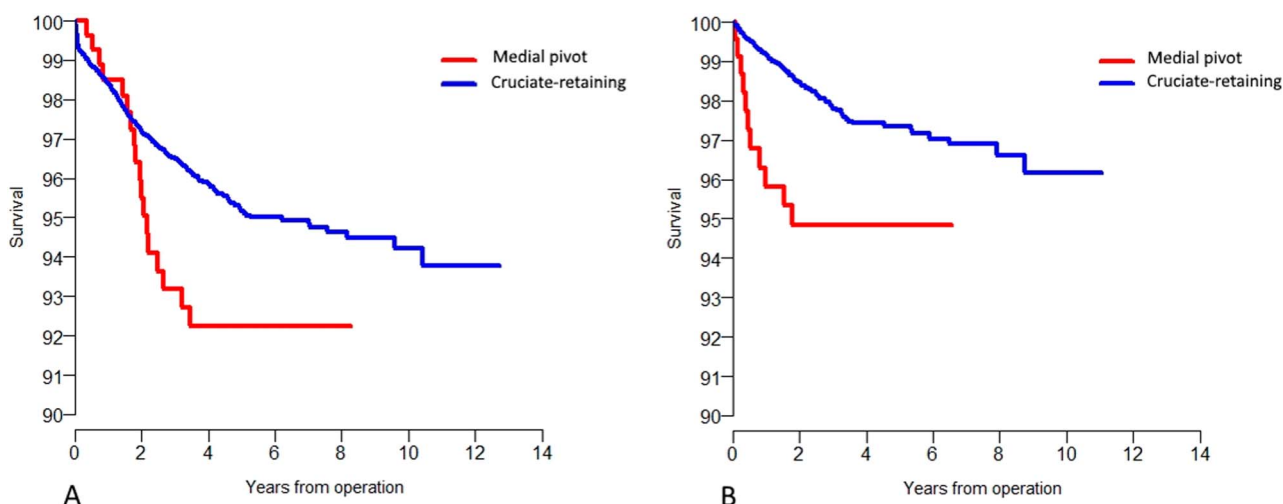 100
99
98
97
96
95
94
93
92
91
90
Survival
Medial pivot
Cruciate-retaining
0 2 4 6 8 10 12 14
Years from operation
A
100
99
98
97
96
95
94
93
92
91
90
Survival
Medial pivot
Cruciate-retaining
0 2 4 6 8 10 12 14
Years from operation
B